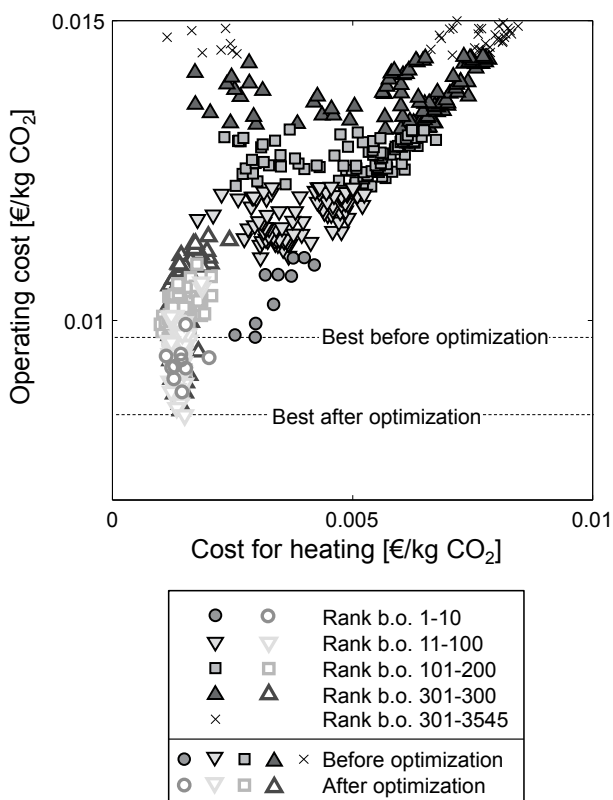 0.015
Operating cost [€/kg CO₂]
0.01
Best before optimization
Best after optimization
0
0.005
0.01
Cost for heating [€/kg CO₂]
Rank b.o. 1-10
Rank b.o. 11-100
Rank b.o. 101-200
Rank b.o. 301-300
Rank b.o. 301-3545
Before optimization
After optimization